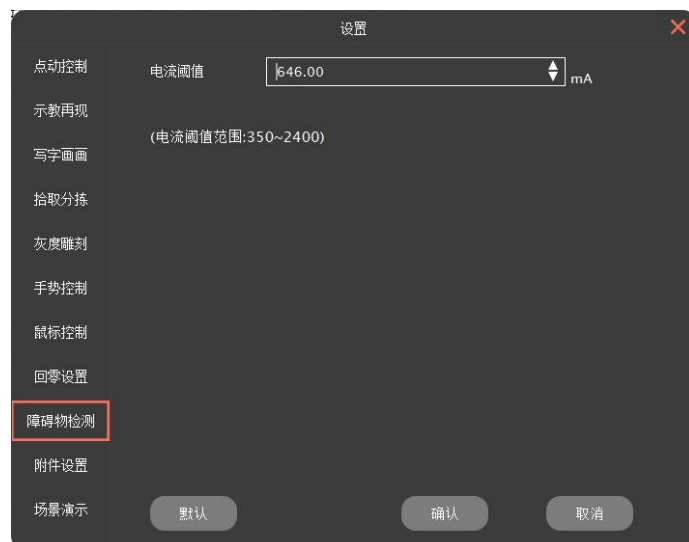 设置
点动控制
电流阈值 646.00 mA
示教再现
(电流阈值范围:350~2400)
写字画画
拾取分拣
灰度雕刻
手势控制
鼠标控制
回零设置
障碍物检测
附件设置
场景演示
默认 确认 取消